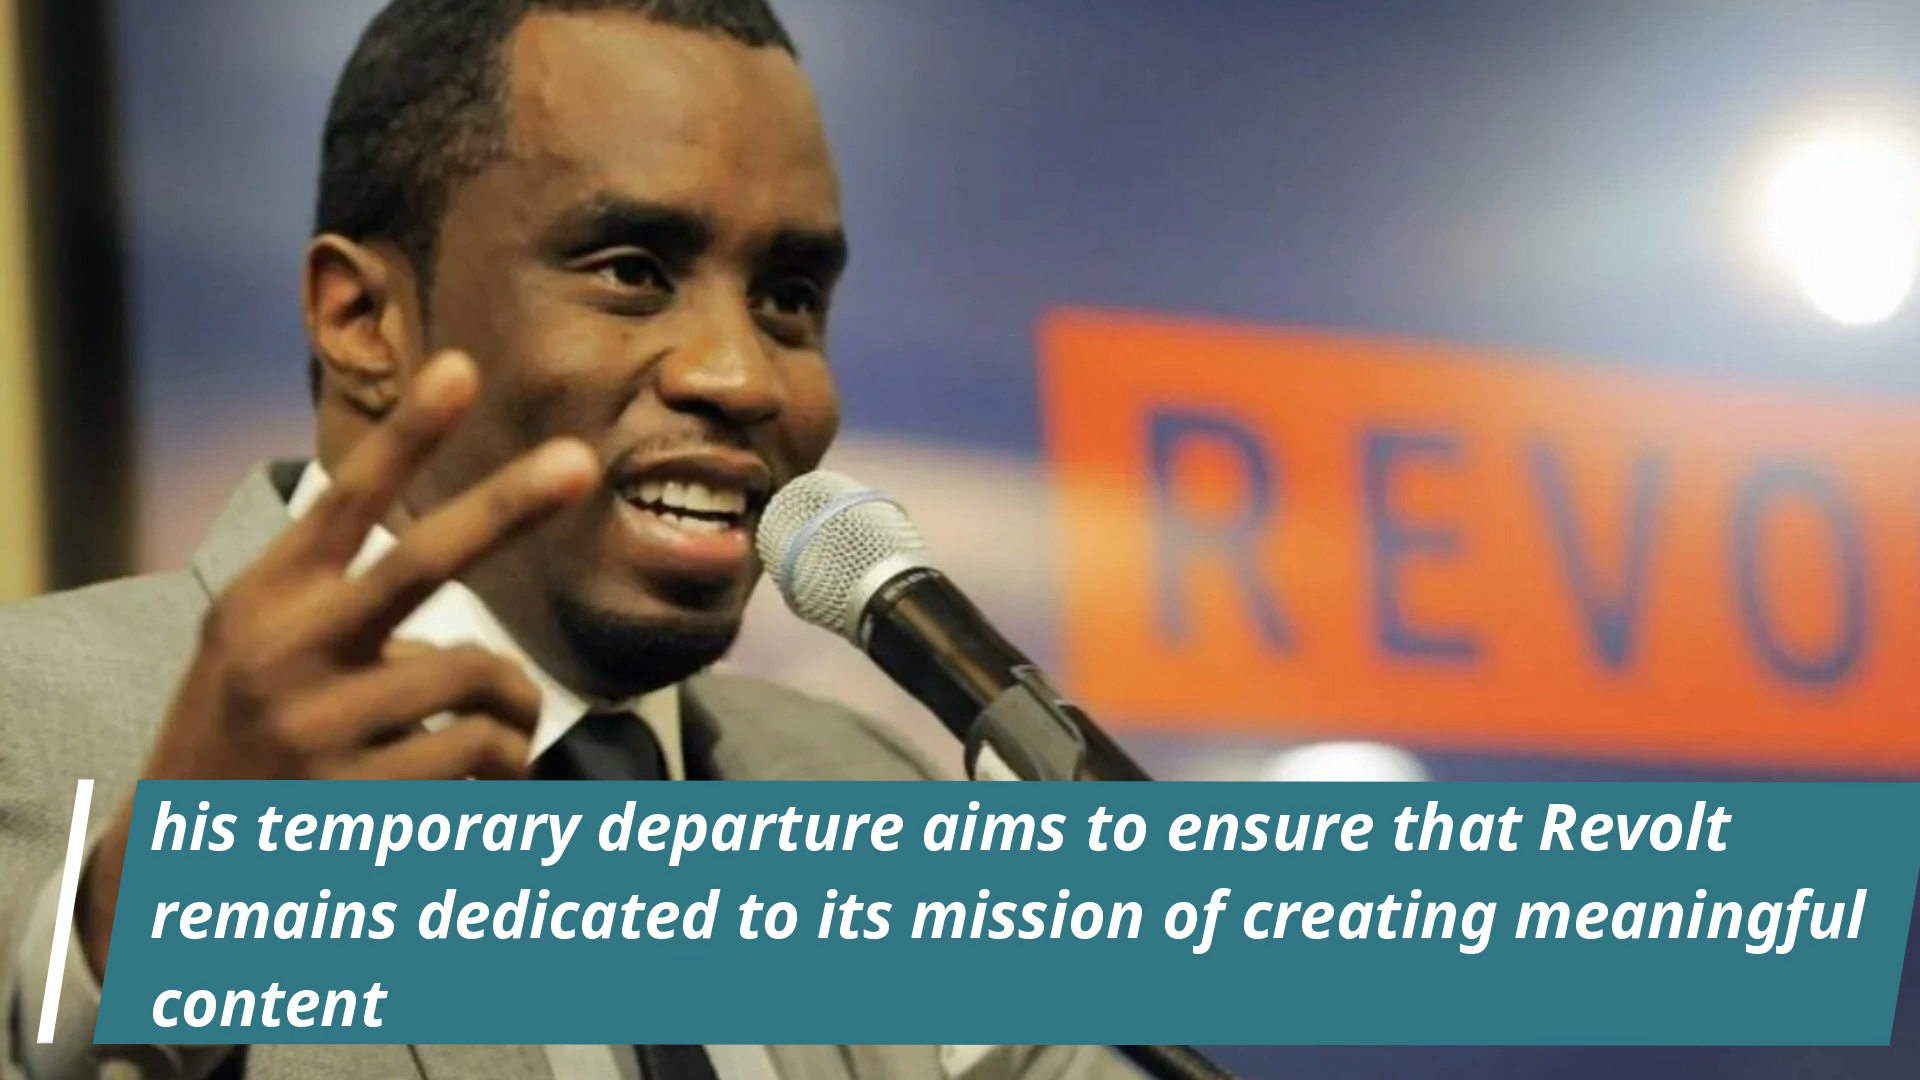 REVO
his temporary departure aims to ensure that Revolt
remains dedicated to its mission of creating meaningful
content